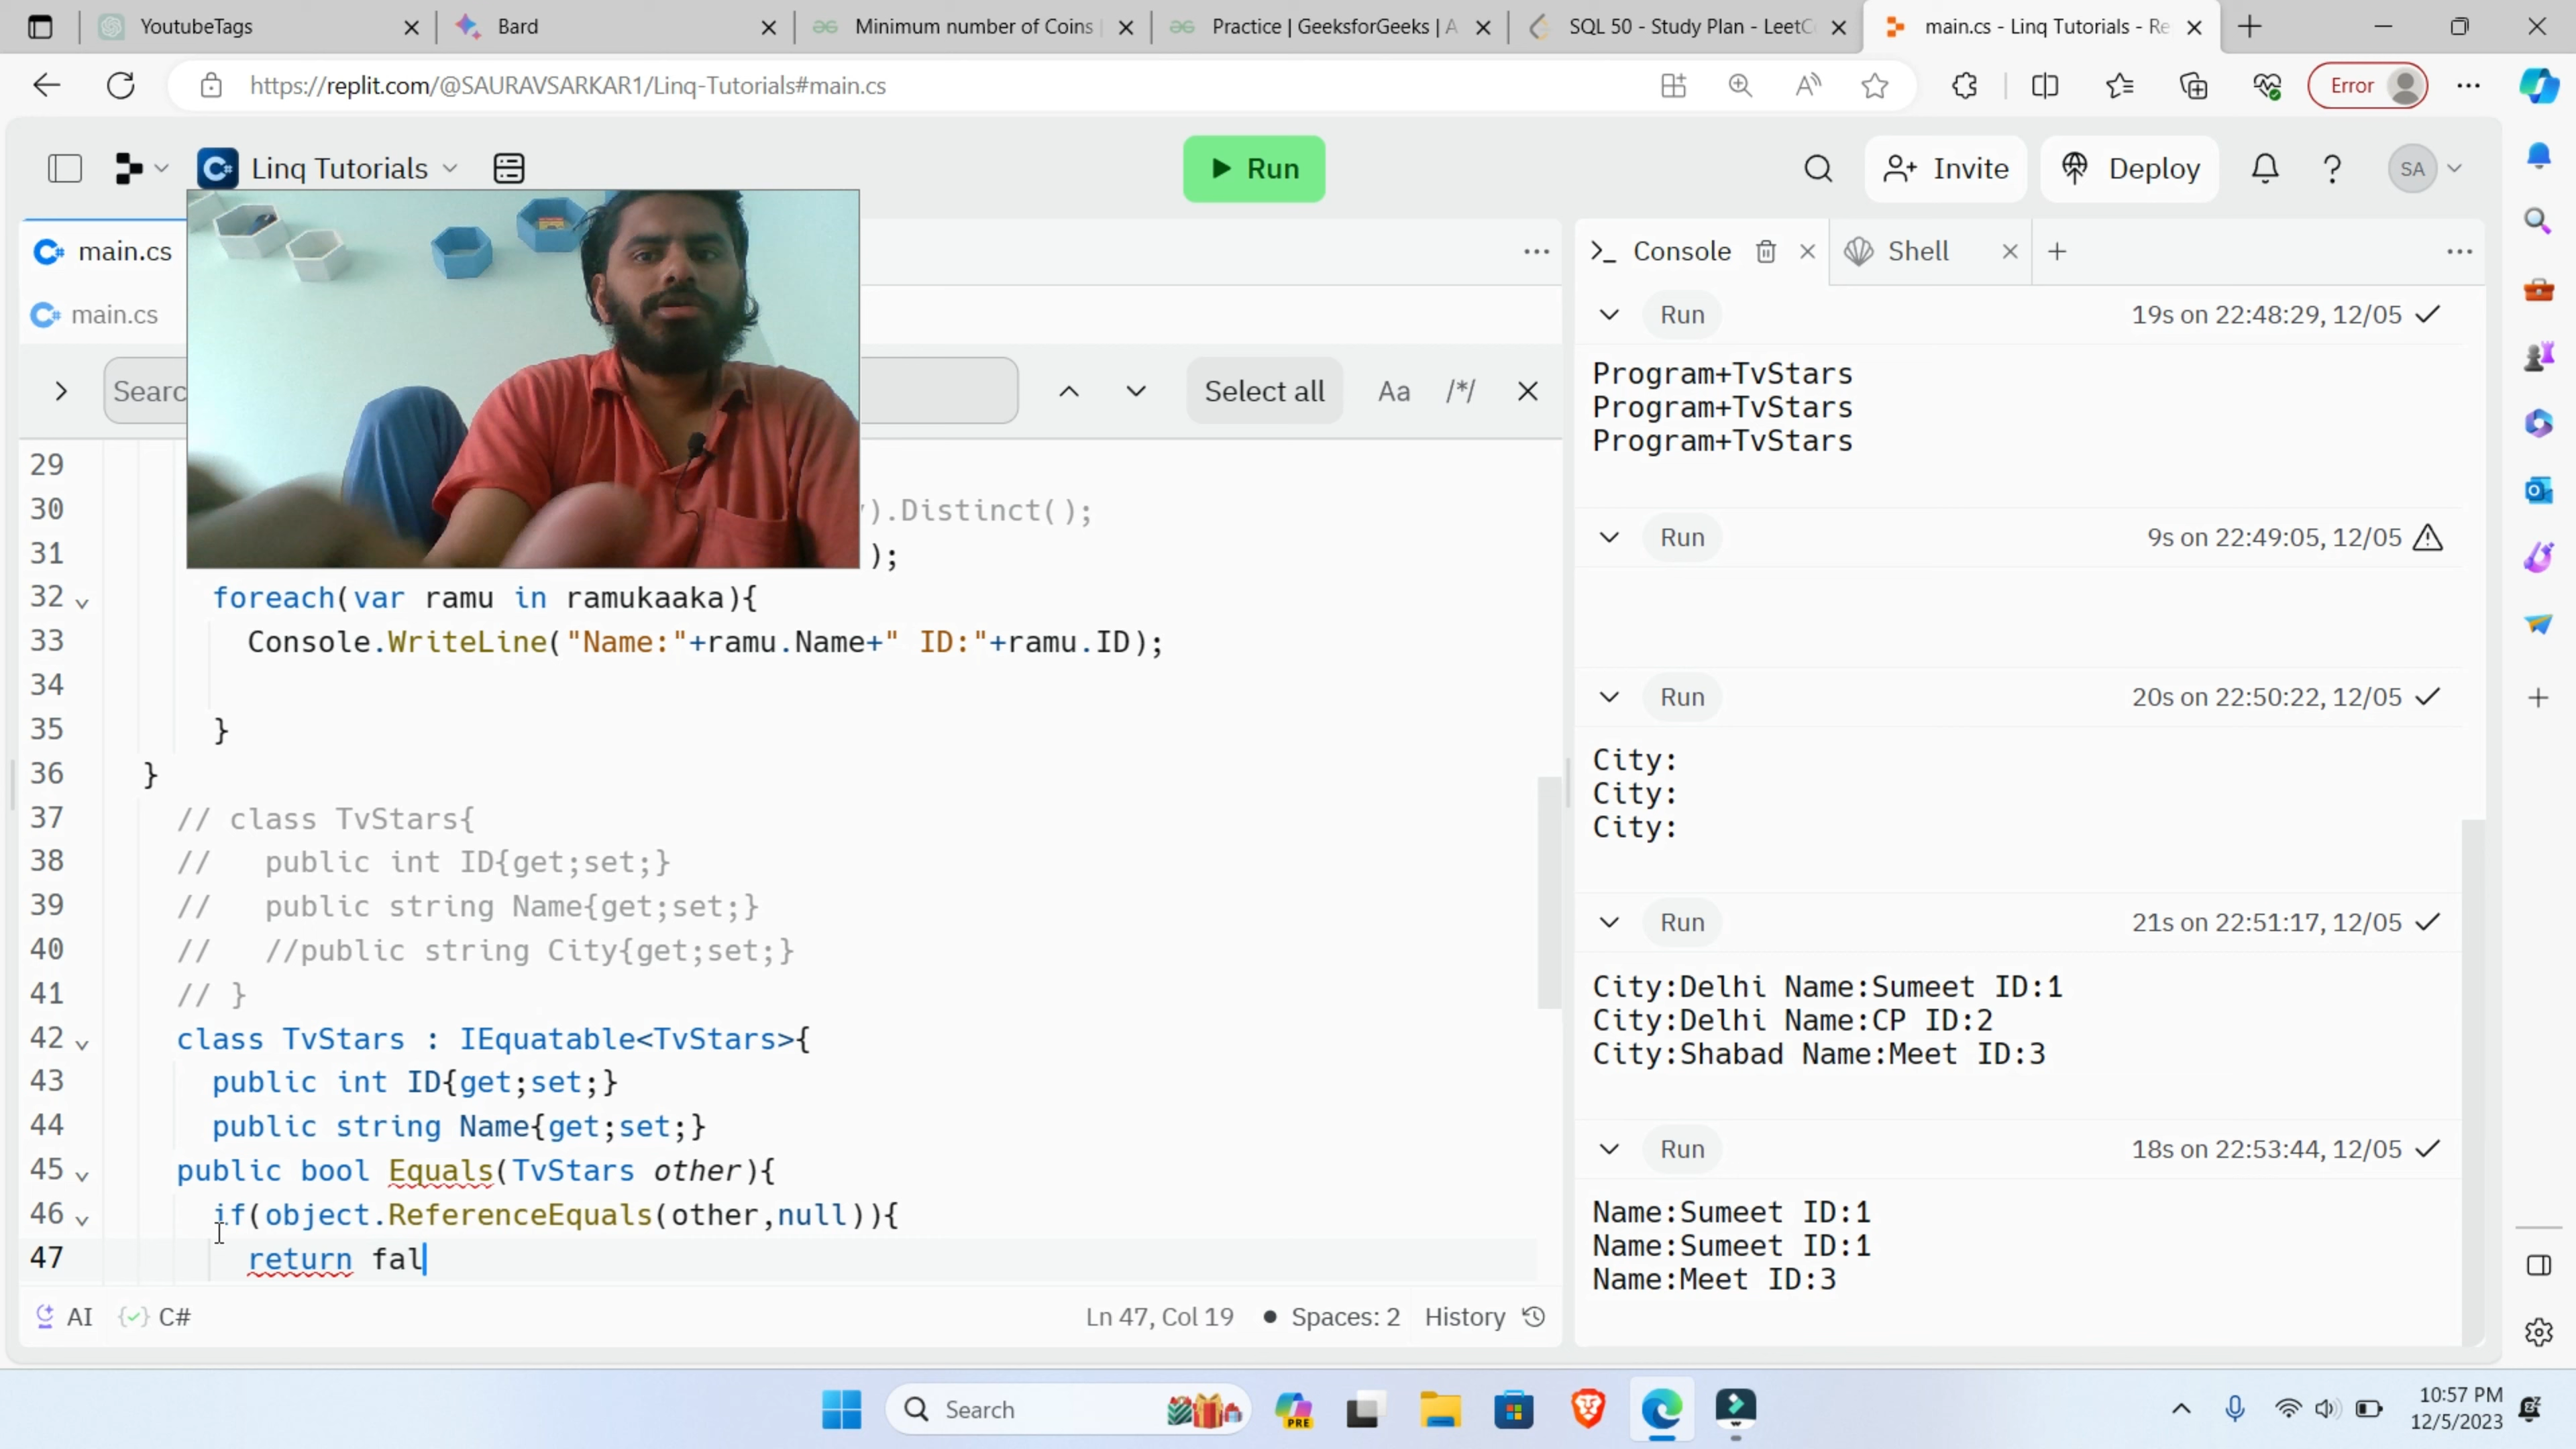 YoutubeTags
Bard
Minimum number of Coins
Practice | GeeksforGeeks | A
SQL 50 - Study Plan - LeetC
main.cs - Linq Tutorials - Re
https://replit.com/@SAURAVSARKAR1/Linq-Tutorials#main.cs
Error
Linq Tutorials
Run
Invite
Deploy
SA
main.cs
main.cs
Searc
Select all
Aa
/*/
29
30 ).Distinct();
31 );
32 foreach(var ramu in ramukaaka){
33 Console.WriteLine("Name:"+ramu.Name+" ID:"+ramu.ID);
34
35 }
36 }
37 // class TvStars{
38 //   public int ID{get;set;}
39 //   public string Name{get;set;}
40 //   //public string City{get;set;}
41 // }
42 class TvStars : IEquatable<TvStars>{
43 public int ID{get;set;}
44 public string Name{get;set;}
45 public bool Equals(TvStars other){
46 if(object.ReferenceEquals(other,null)){
47 return fal
AI
C#
Ln 47, Col 19
Spaces: 2
History
Console
Shell
Run 19s on 22:48:29, 12/05
Program+TvStars
Program+TvStars
Program+TvStars
Run 9s on 22:49:05, 12/05
Run 20s on 22:50:22, 12/05
City:
City:
City:
Run 21s on 22:51:17, 12/05
City:Delhi Name:Sumeet ID:1
City:Delhi Name:CP ID:2
City:Shabad Name:Meet ID:3
Run 18s on 22:53:44, 12/05
Name:Sumeet ID:1
Name:Sumeet ID:1
Name:Meet ID:3
Search
PRE
10:57 PM
12/5/2023